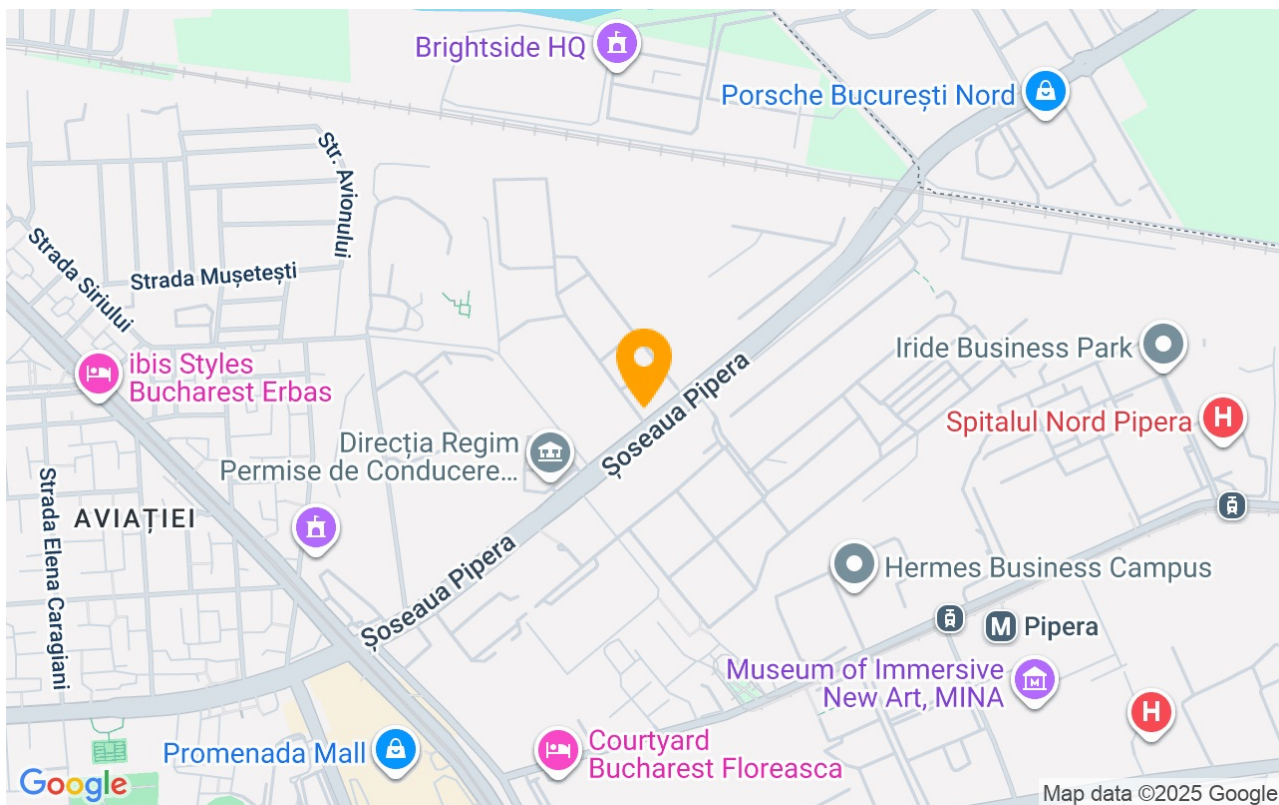 Brightside HQ
Porsche București Nord
Str. Avionului
Strada Siriului
Strada Mușetești
ibis Styles
Bucharest Erbas
Iride Business Park
Șoseaua Pipera
Spitalul Nord Pipera
H
Direcția Regim
Permise de Conducere...
Strada Elena Caragiani
AVIAȚIEI
Șoseaua Pipera
Hermes Business Campus
M Pipera
Museum of Immersive
New Art, MINA
H
Promenada Mall
Courtyard
Bucharest Floreasca
Google
Map data ©2025 Google